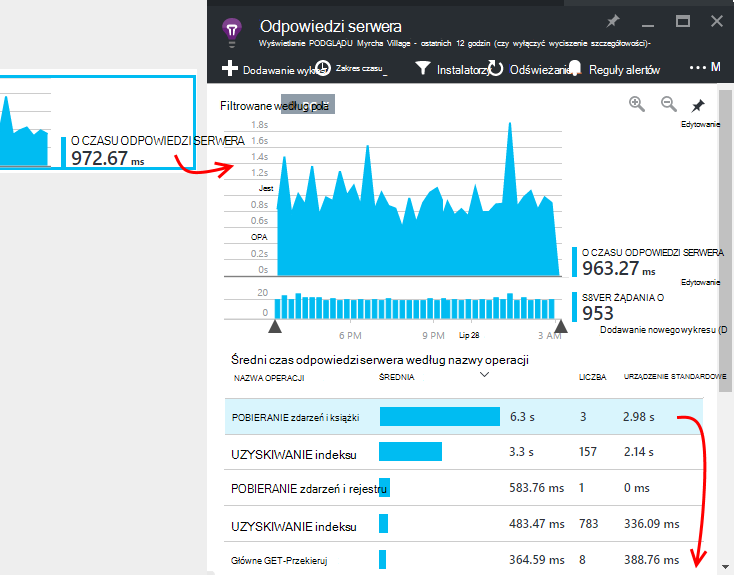 Odpowiedzi serwera
Wyświetlanie PODGLĄDU Myrcha Village - ostatnich 12 godzin (czy wyłączyć wyciszenie szczegółowości)-
Dodawanie wykres Zakres czasu_ Instalatorzy Odświeżanie Reguły alertów ... M
Filtrowane według pola
Edytowanie
O CZASU ODPOWIEDZI SERWERA
972.67 ms
1.8s
1.6s
1.4s
1.2s
Jest
0.8s
0.6s
OPA
0.2s
0s
O CZASU ODPOWIEDZI SERWERA
963.27 ms
Edytowanie
20
0
S8VER ŻĄDANIA O
953
Dodawanie nowego wykresu (D
6 PM 9 PM Lip 28 3 AM
Średni czas odpowiedzi serwera według nazwy operacji
NAZWA OPERACJI ŚREDNIA LICZBA URZĄDZENIE STANDARDOWE
POBIERANIE zdarzeń i książki 6.3 s 3 2.98 s
UZYSKIWANIE indeksu 3.3 s 157 2.14 s
POBIERANIE zdarzeń i rejestru 583.76 ms 1 0 ms
UZYSKIWANIE indeksu 483.47 ms 783 336.09 ms
Główne GET-Przekieruj 364.59 ms 8 388.76 ms